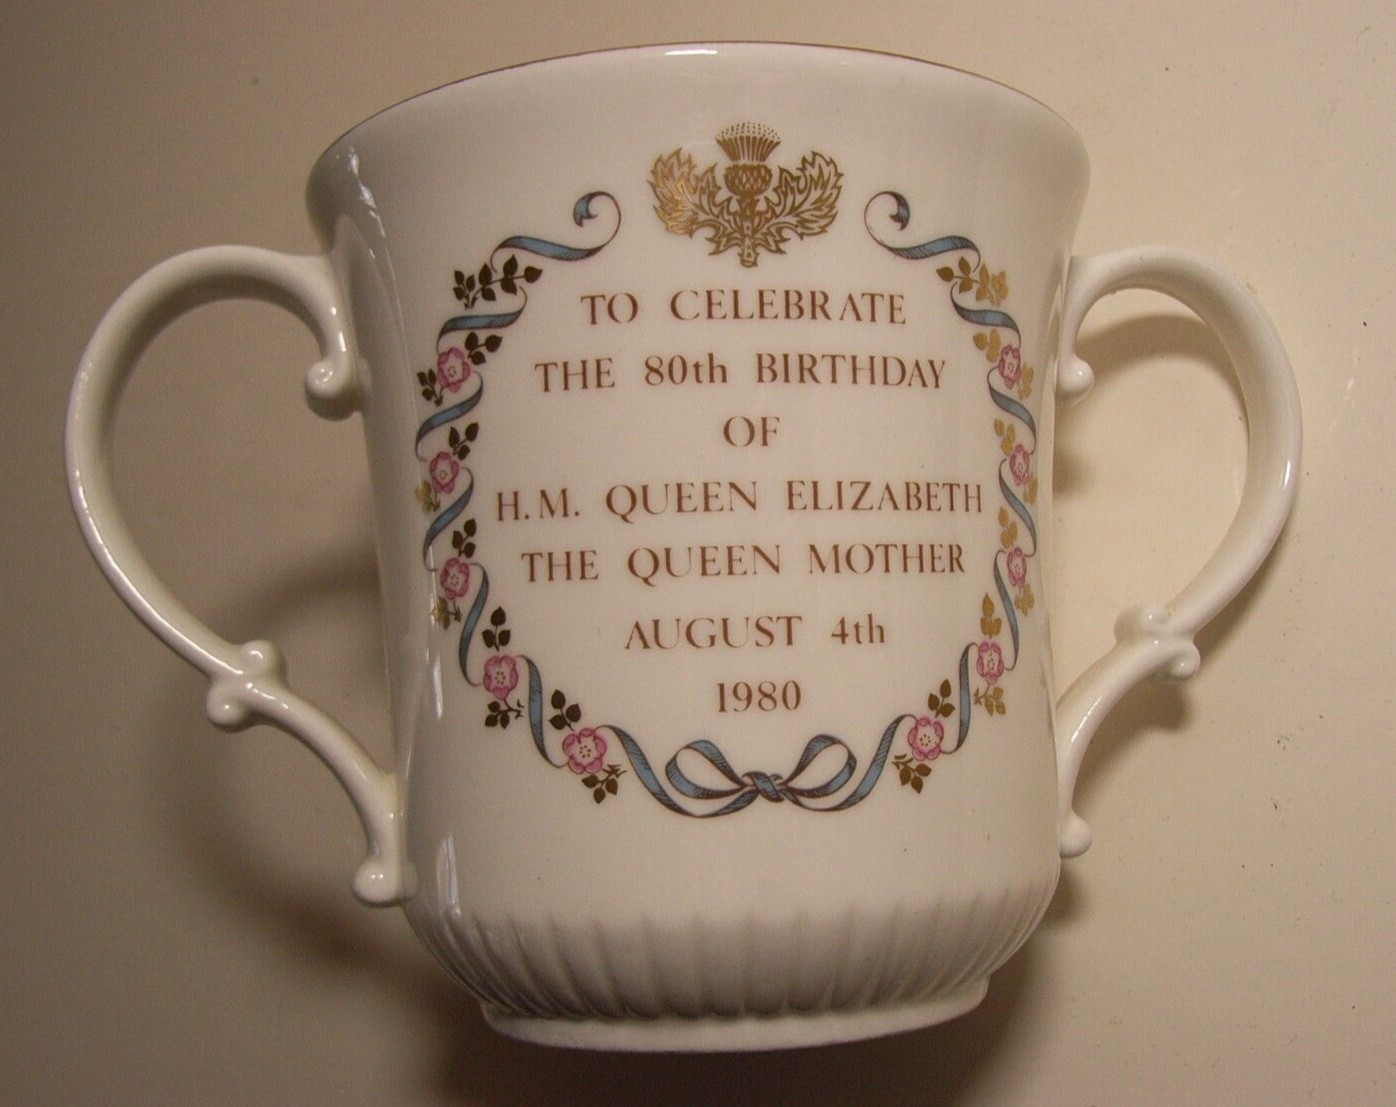 TO CELEBRATE
THE 80th BIRTHDAY
OF
H.M. QUEEN ELIZABETH
THE QUEEN MOTHER
AUGUST 4th
1980